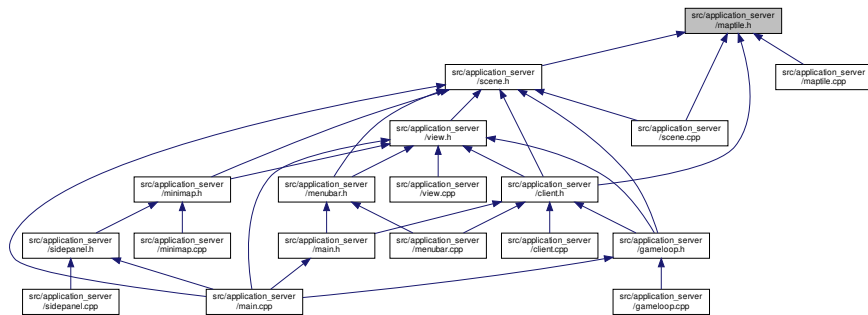 src/application_server
/maptile.h
src/application_server
/scene.h
src/application_server
/maptile.cpp
src/application_server
/view.h
src/application_server
/scene.cpp
src/application_server
/minimap.h
src/application_server
/menubar.h
src/application_server
/view.cpp
src/application_server
/client.h
src/application_server
/sidepanel.h
src/application_server
/minimap.cpp
src/application_server
/main.h
src/application_server
/menubar.cpp
src/application_server
/client.cpp
src/application_server
/gameloop.h
src/application_server
/sidepanel.cpp
src/application_server
/main.cpp
src/application_server
/gameloop.cpp